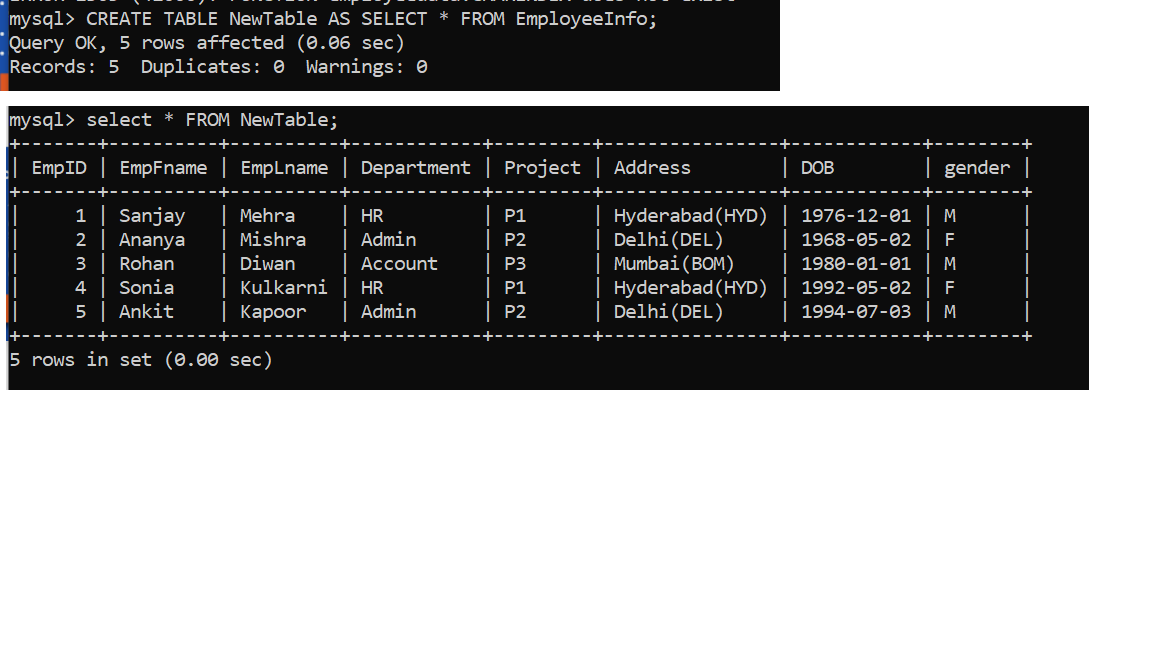 mysql> CREATE TABLE NewTable AS SELECT * FROM EmployeeInfo;
Query OK, 5 rows affected (0.06 sec)
Records: 5  Duplicates: 0  Warnings: 0
mysql> select * FROM NewTable;
+-------+----------+----------+------------+---------+----------------+------------+--------+
| EmpID | EmpFname | EmpLname | Department | Project | Address        | DOB        | gender |
+-------+----------+----------+------------+---------+----------------+------------+--------+
|     1 | Sanjay   | Mehra    | HR         | P1      | Hyderabad(HYD) | 1976-12-01 | M      |
|     2 | Ananya   | Mishra   | Admin      | P2      | Delhi(DEL)     | 1968-05-02 | F      |
|     3 | Rohan    | Diwan    | Account    | P3      | Mumbai(BOM)    | 1980-01-01 | M      |
|     4 | Sonia    | Kulkarni | HR         | P1      | Hyderabad(HYD) | 1992-05-02 | F      |
|     5 | Ankit    | Kapoor   | Admin      | P2      | Delhi(DEL)     | 1994-07-03 | M      |
+-------+----------+----------+------------+---------+----------------+------------+--------+
5 rows in set (0.00 sec)